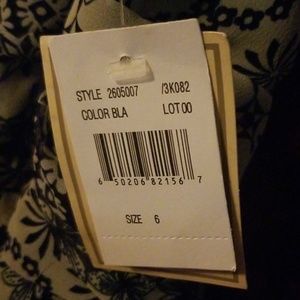 STYLE 2605007 /3K082
COLOR BLA LOT 00
6 50206 82156 7
SIZE 6